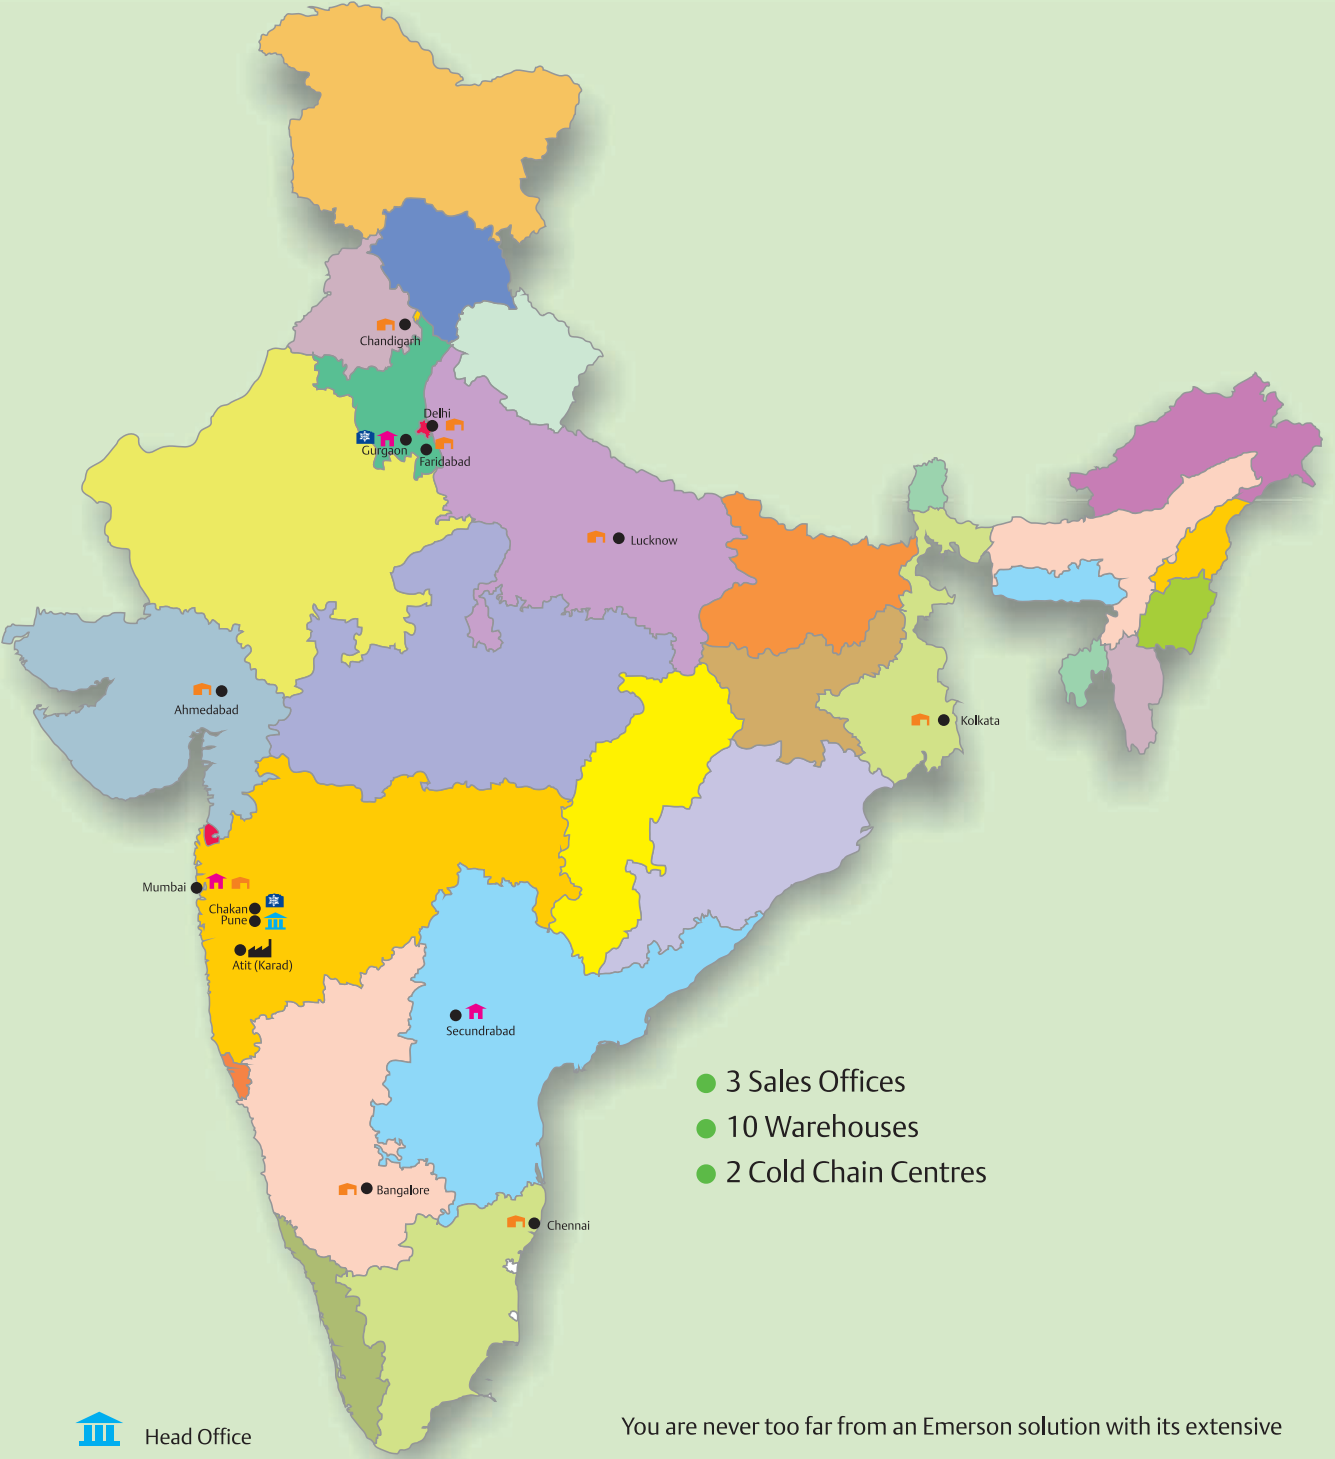 Chandigarh
Delhi
Gurgaon
Faridabad
Lucknow
Ahmedabad
Kolkata
Mumbai
Chakan
Pune
Atit (Karad)
Secundrabad
3 Sales Offices
10 Warehouses
2 Cold Chain Centres
Bangalore
Chennai
Head Office
You are never too far from an Emerson solution with its extensive